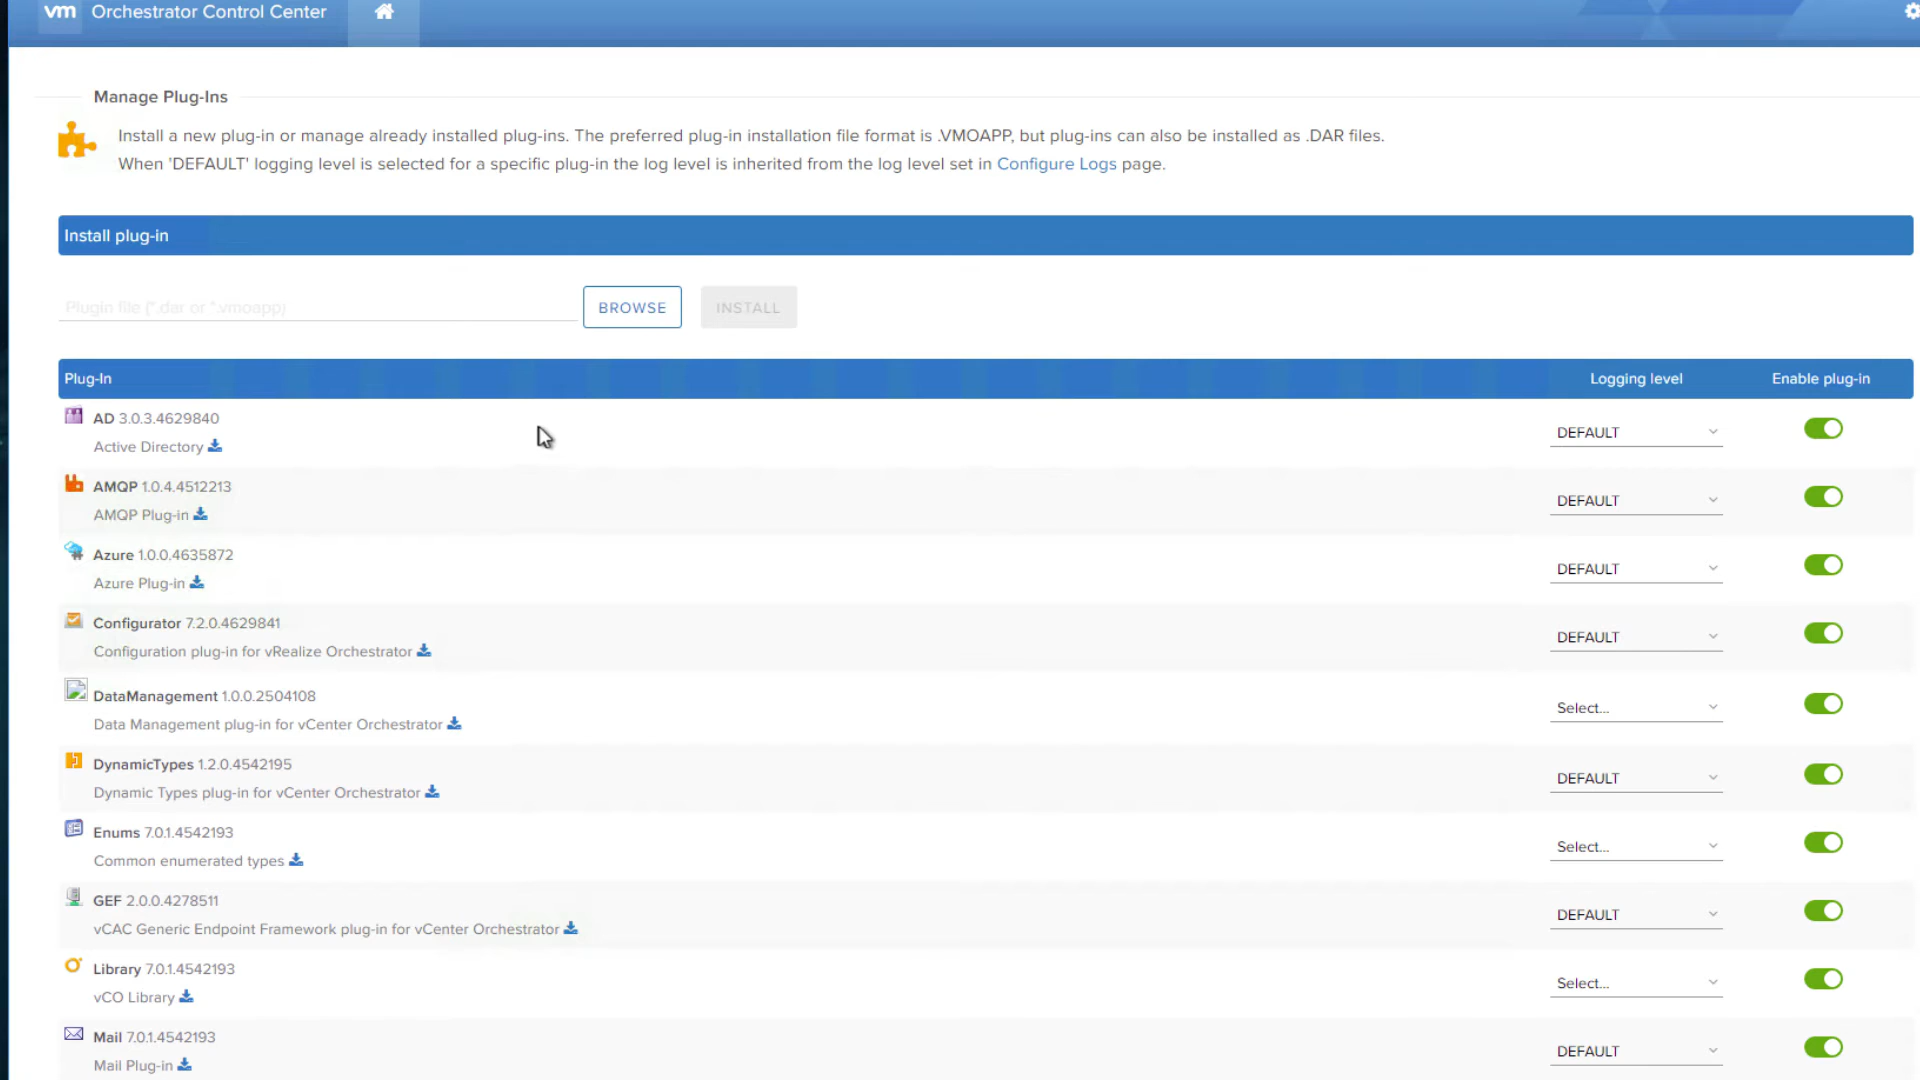 vm Orchestrator Control Center
Manage Plug-Ins
Install a new plug-in or manage already installed plug-ins. The preferred plug-in installation file format is .VMOAPP, but plug-ins can also be installed as .DAR files.
When 'DEFAULT' logging level is selected for a specific plug-in the log level is inherited from the log level set in Configure Logs page.
Install plug-in
Plugin file (*.dar or *.vmoapp) BROWSE INSTALL
Plug-In Logging level Enable plug-in
AD 3.0.3.4629840
Active Directory DEFAULT
AMQP 1.0.4.4512213
AMQP Plug-in DEFAULT
Azure 1.0.0.4635872
Azure Plug-in DEFAULT
Configurator 7.2.0.4629841
Configuration plug-in for vRealize Orchestrator DEFAULT
DataManagement 1.0.0.2504108
Data Management plug-in for vCenter Orchestrator Select...
DynamicTypes 1.2.0.4542195
Dynamic Types plug-in for vCenter Orchestrator DEFAULT
Enums 7.0.1.4542193
Common enumerated types Select...
GEF 2.0.0.4278511
vCAC Generic Endpoint Framework plug-in for vCenter Orchestrator DEFAULT
Library 7.0.1.4542193
vCO Library Select...
Mail 7.0.1.4542193
Mail Plug-in DEFAULT